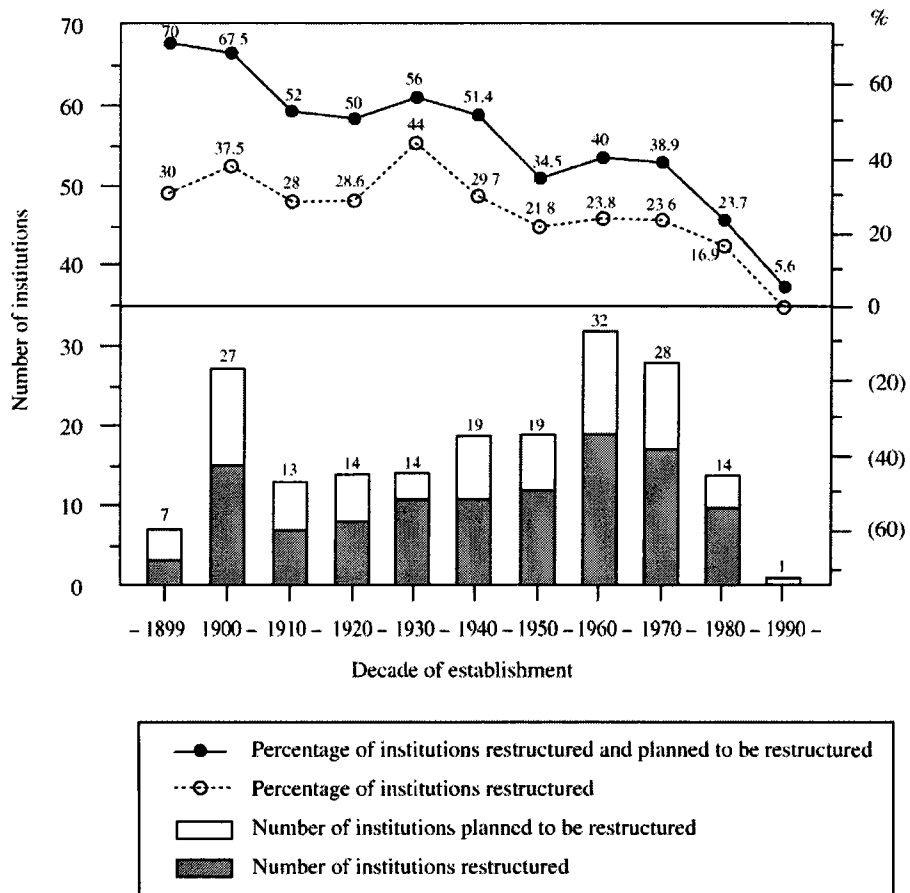 70 %
70 67.5
60 52 50 56 51.4 60
44
37.5
30 28 28.6 29.7 34.5 40 38.9 40
50
21.8 23.8 23.6 23.7
16.9 20
40 5.6
0
Number of institutions
30 27 32 28 (20)
20 19 19
13 14 14 14 (40)
10 7 (60)
0 1
– 1899 1900 – 1910 – 1920 – 1930 – 1940 – 1950 – 1960 – 1970 – 1980 – 1990 –
Decade of establishment
Percentage of institutions restructured and planned to be restructured
Percentage of institutions restructured
Number of institutions planned to be restructured
Number of institutions restructured